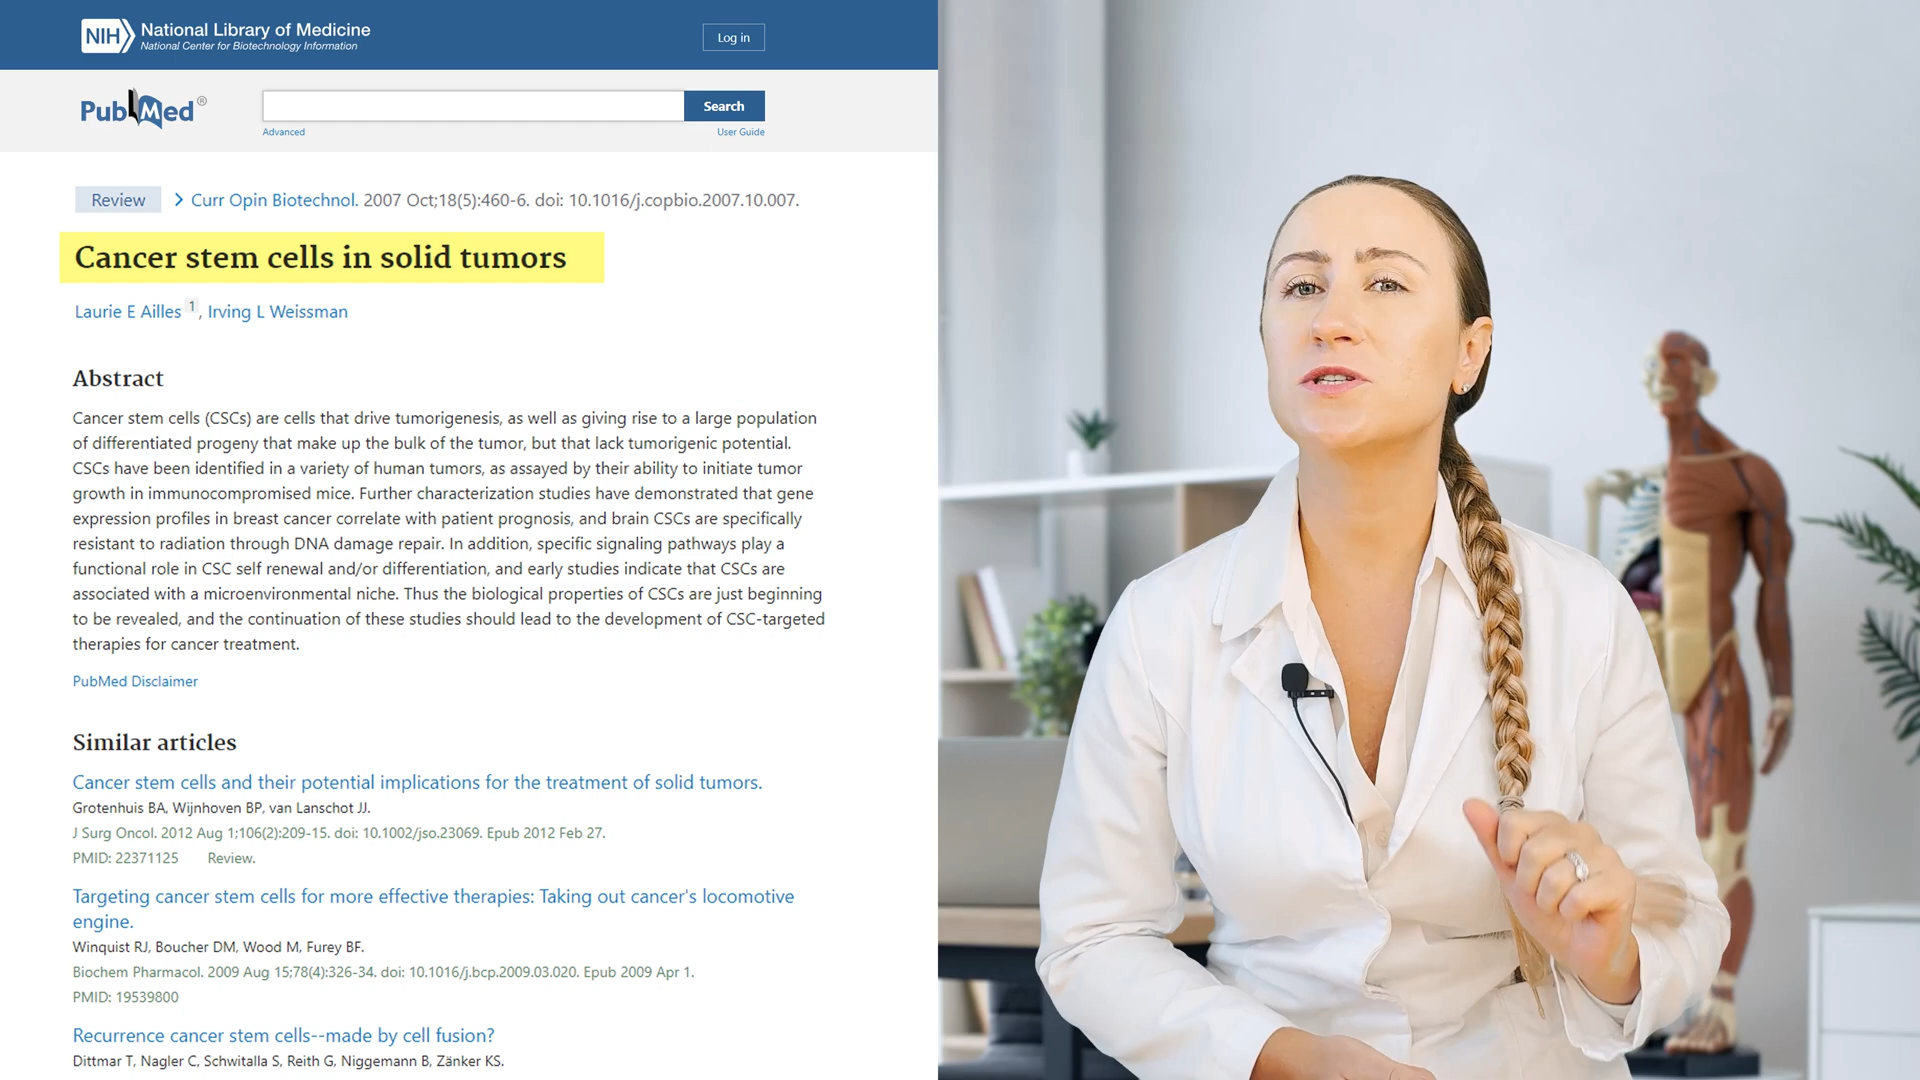 NIH National Library of Medicine
National Center for Biotechnology Information
Log in
PubMed®
Search
Advanced
User Guide
Review
Curr Opin Biotechnol. 2007 Oct;18(5):460-6. doi: 10.1016/j.copbio.2007.10.007.
Cancer stem cells in solid tumors
Laurie E Ailles 1, Irving L Weissman
Abstract
Cancer stem cells (CSCs) are cells that drive tumorigenesis, as well as giving rise to a large population
of differentiated progeny that make up the bulk of the tumor, but that lack tumorigenic potential.
CSCs have been identified in a variety of human tumors, as assayed by their ability to initiate tumor
growth in immunocompromised mice. Further characterization studies have demonstrated that gene
expression profiles in breast cancer correlate with patient prognosis, and brain CSCs are specifically
resistant to radiation through DNA damage repair. In addition, specific signaling pathways play a
functional role in CSC self renewal and/or differentiation, and early studies indicate that CSCs are
associated with a microenvironmental niche. Thus the biological properties of CSCs are just beginning
to be revealed, and the continuation of these studies should lead to the development of CSC-targeted
therapies for cancer treatment.
PubMed Disclaimer
Similar articles
Cancer stem cells and their potential implications for the treatment of solid tumors.
Grotenhuis BA, Wijnhoven BP, van Lanschot JJ.
J Surg Oncol. 2012 Aug 1;106(2):209-15. doi: 10.1002/jso.23069. Epub 2012 Feb 27.
PMID: 22371125 Review.
Targeting cancer stem cells for more effective therapies: Taking out cancer's locomotive
engine.
Winquist RJ, Boucher DM, Wood M, Furey BF.
Biochem Pharmacol. 2009 Aug 15;78(4):326-34. doi: 10.1016/j.bcp.2009.03.020. Epub 2009 Apr 1.
PMID: 19539800
Recurrence cancer stem cells--made by cell fusion?
Dittmar T, Nagler C, Schwitalla S, Reith G, Niggemann B, Zänker KS.